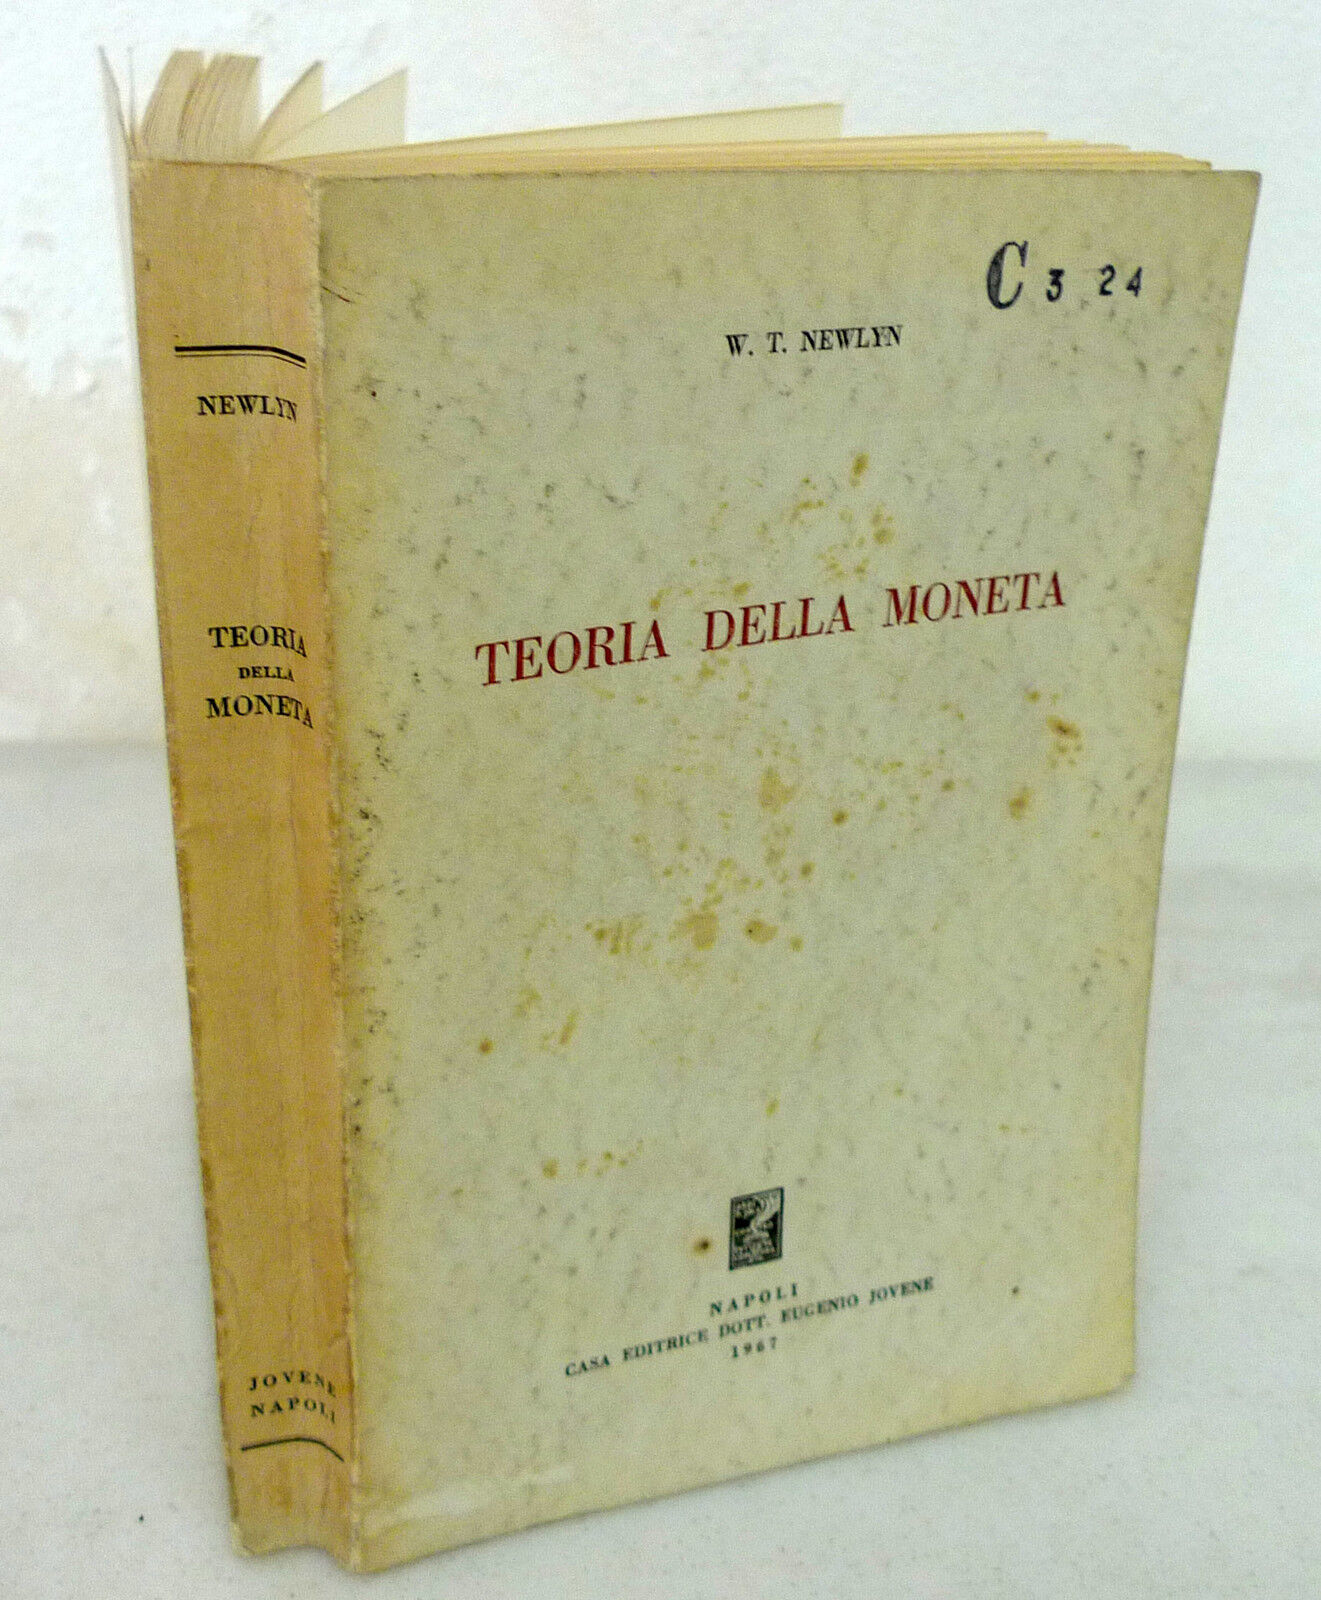 NEWLYN
TEORIA
DELLA
MONETA
JOVENE
NAPOLI
C 3 24
W. T. NEWLYN
TEORIA DELLA MONETA
NAPOLI
CASA EDITRICE DOTT. EUGENIO JOVENE
1967